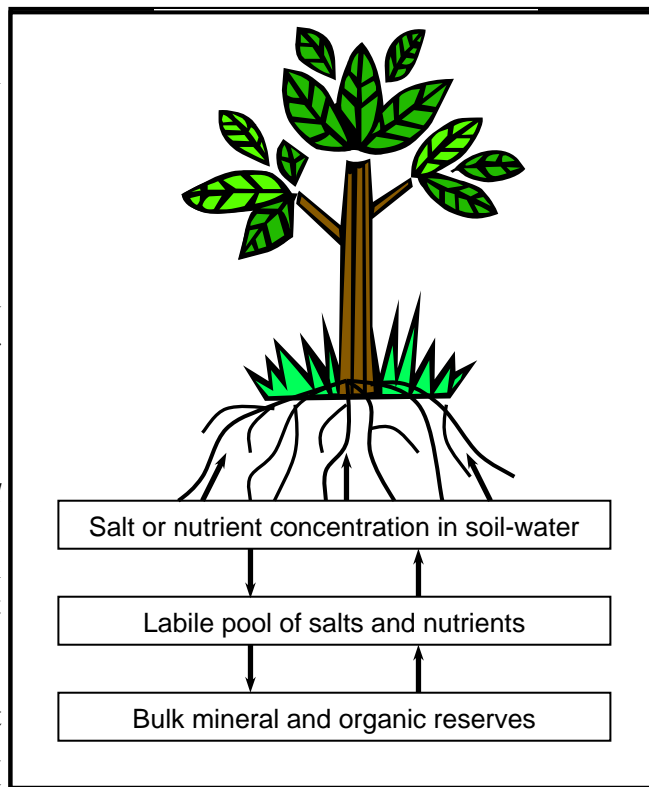 Salt or nutrient concentration in soil-water
Labile pool of salts and nutrients
Bulk mineral and organic reserves